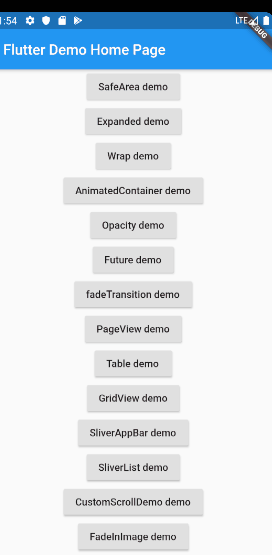 1:54 LTE
DEBUG
Flutter Demo Home Page
SafeArea demo
Expanded demo
Wrap demo
AnimatedContainer demo
Opacity demo
Future demo
fadeTransition demo
PageView demo
Table demo
GridView demo
SliverAppBar demo
SliverList demo
CustomScrollDemo demo
FadeInImage demo